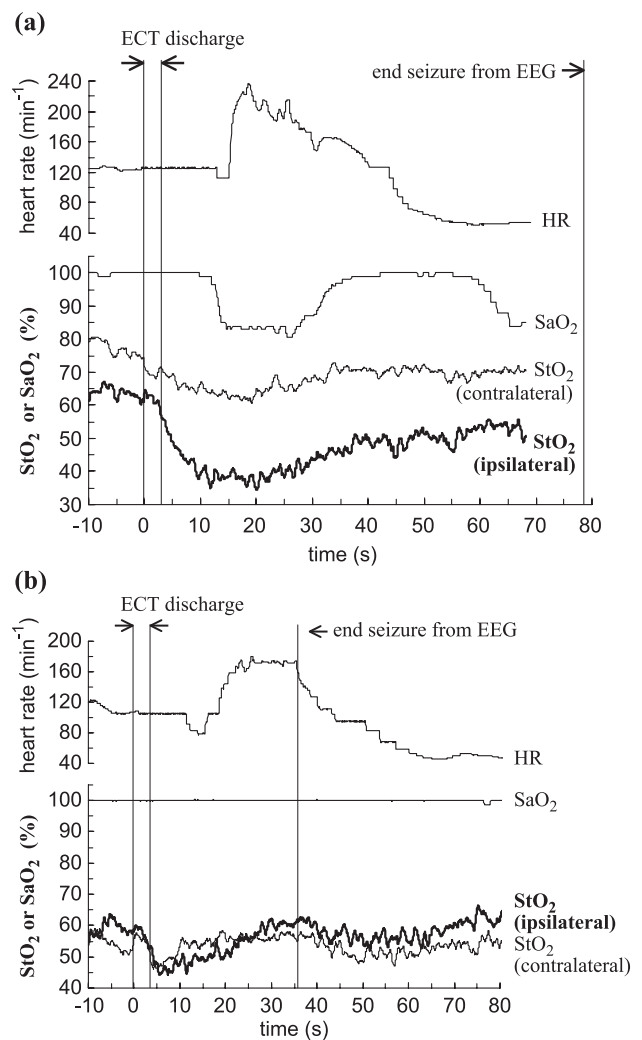 (a)
ECT discharge
end seizure from EEG
heart rate (min⁻¹)
240
200
160
120
80
40
HR
StO₂ or SaO₂ (%)
100
90
80
70
60
50
40
30
SaO₂
StO₂
(contralateral)
StO₂
(ipsilateral)
-10 0 10 20 30 40 50 60 70 80
time (s)
(b)
ECT discharge
end seizure from EEG
heart rate (min⁻¹)
200
160
120
80
40
HR
StO₂ or SaO₂ (%)
100
90
80
70
60
50
40
SaO₂
StO₂
(ipsilateral)
StO₂
(contralateral)
-10 0 10 20 30 40 50 60 70 80
time (s)